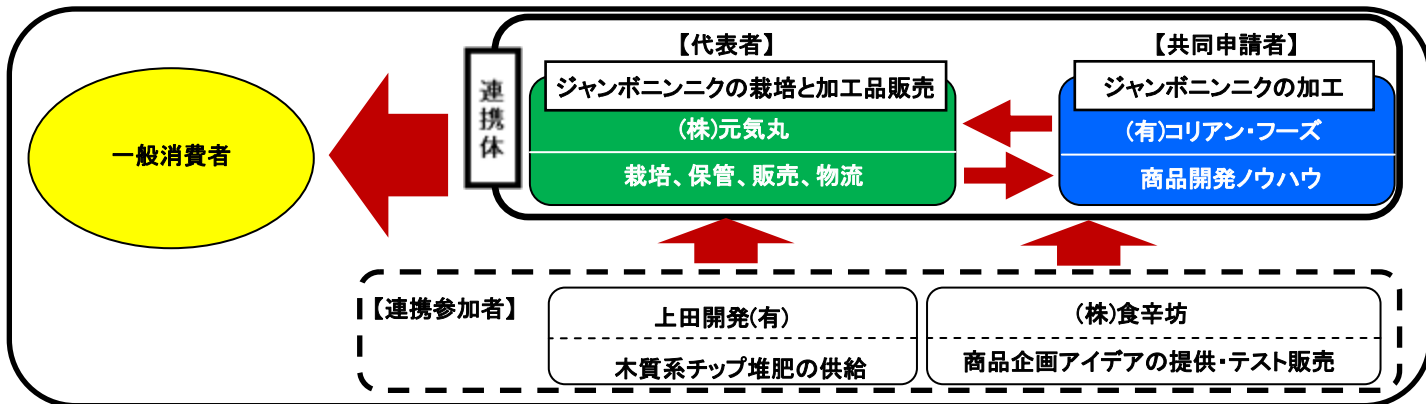 【代表者】
【共同申請者】
連携体
ジャンボニンニクの栽培と加工品販売
(株)元気丸
栽培、保管、販売、物流
ジャンボニンニクの加工
(有)コリアン・フーズ
商品開発ノウハウ
一般消費者
【連携参加者】
上田開発(有)
木質系チップ堆肥の供給
(株)食辛坊
商品企画アイデアの提供・テスト販売